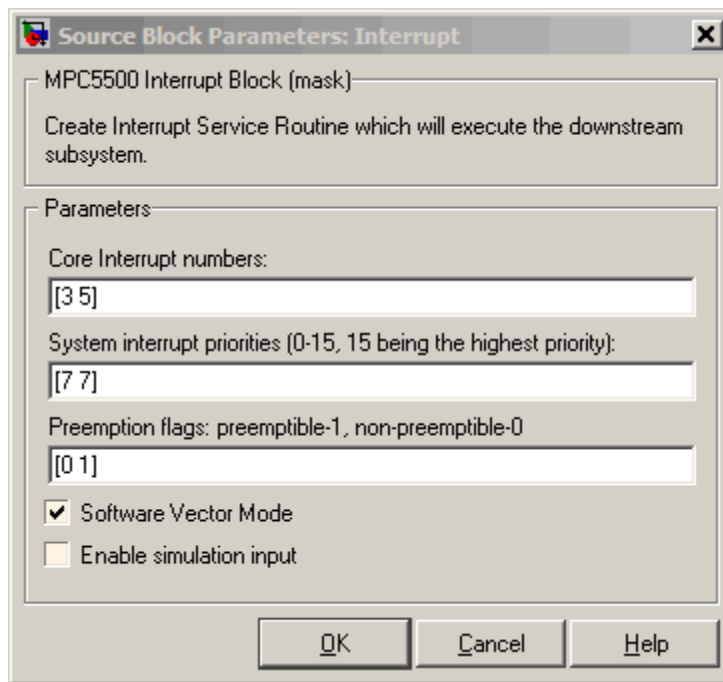 Source Block Parameters: Interrupt
MPC5500 Interrupt Block (mask)
Create Interrupt Service Routine which will execute the downstream
subsystem.
Parameters
Core Interrupt numbers:
[3 5]
System interrupt priorities (0-15, 15 being the highest priority):
[7 7]
Preemption flags: preemptible-1, non-preemptible-0
[0 1]
Software Vector Mode
Enable simulation input
OK Cancel Help